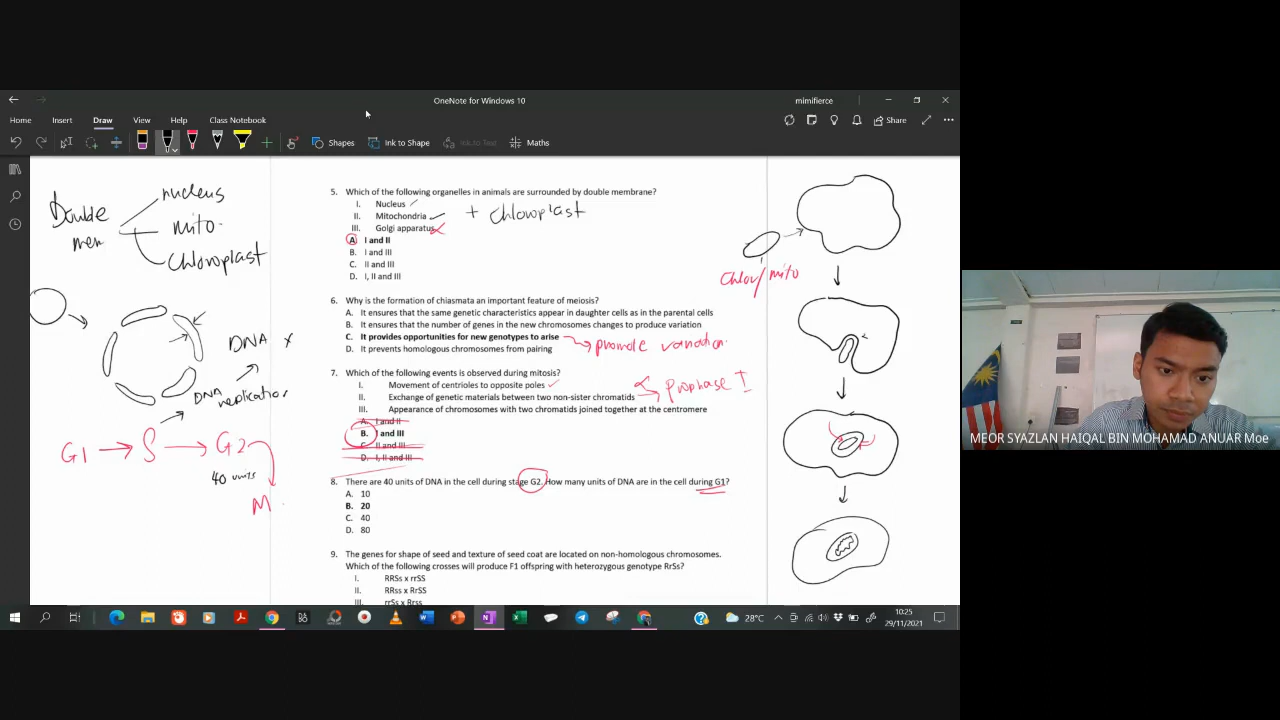 OneNote for Windows 10
mimifierce
Home Insert Draw View Help Class Notebook
Share
Shapes Ink to Shape Ink to Text Maths
Double mem
nucleus
mito.
chloroplast
5. Which of the following organelles in animals are surrounded by double membrane?
I. Nucleus
II. Mitochondria
III. Golgi apparatus
+ chloroplast
A. I and II
B. I and III
C. II and III
D. I, II and III
chlor/mito
6. Why is the formation of chiasmata an important feature of meiosis?
A. It ensures that the same genetic characteristics appear in daughter cells as in the parental cells
B. It ensures that the number of genes in the new chromosomes changes to produce variation
C. It provides opportunities for new genotypes to arise
promote variation.
D. It prevents homologous chromosomes from pairing
DNA x
DNA replication
7. Which of the following events is observed during mitosis?
I. Movement of centrioles to opposite poles
II. Exchange of genetic materials between two non-sister chromatids
prophase I
III. Appearance of chromosomes with two chromatids joined together at the centromere
A. I and II
B. I and III
C. II and III
D. I, II and III
G1 S G2
40 units
M
8. There are 40 units of DNA in the cell during stage G2. How many units of DNA are in the cell during G1?
A. 10
B. 20
C. 40
D. 80
9. The genes for shape of seed and texture of seed coat are located on non-homologous chromosomes.
Which of the following crosses will produce F1 offspring with heterozygous genotype RrSs?
I. RRSs x rrSS
II. RRss x RrSS
III. rrSs x Rrss
MEOR SYAZLAN HAIQAL BIN MOHAMAD ANUAR Moe
28°C
10:25
29/11/2021